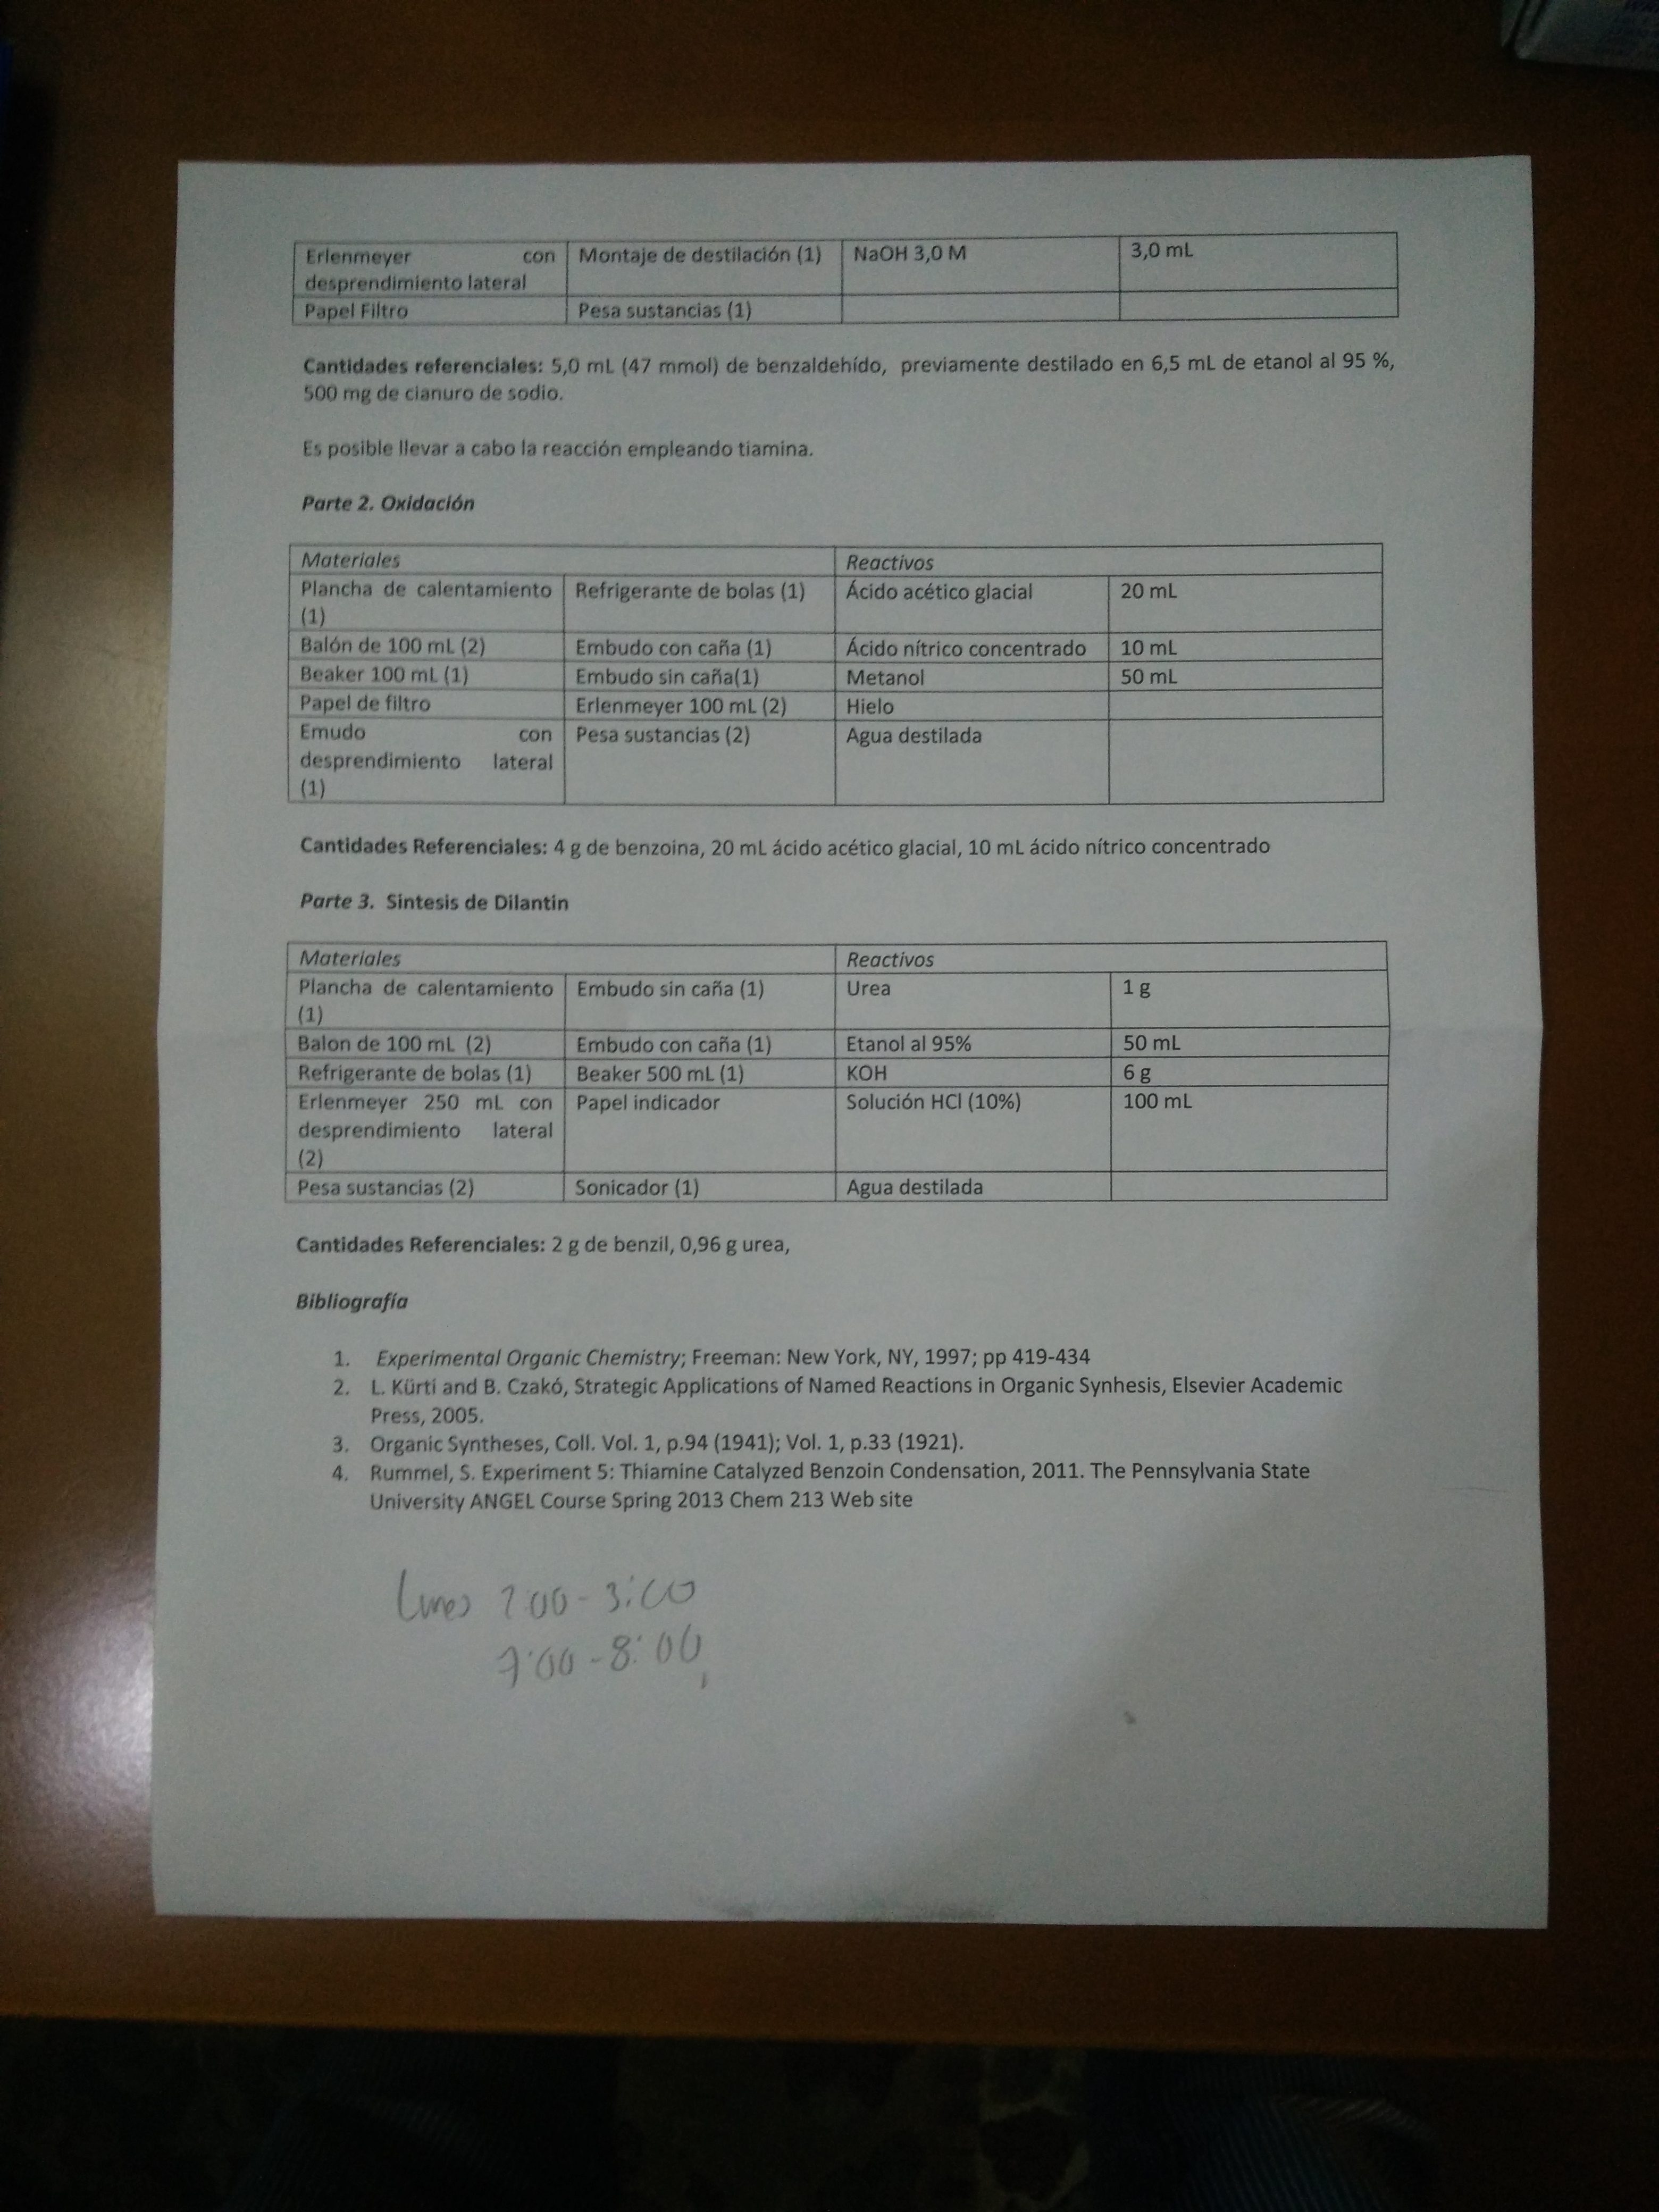 Erlenmeyer con Montaje de destilación (1) NaOH 3,0 M 3,0 mL
desprendimiento lateral
Papel Filtro Pesa sustancias (1)
Cantidades referenciales: 5,0 mL (47 mmol) de benzaldehído, previamente destilado en 6,5 mL de etanol al 95 %,
500 mg de cianuro de sodio.
Es posible llevar a cabo la reacción empleando tiamina.
Parte 2. Oxidación
Materiales Reactivos
Plancha de calentamiento Refrigerante de bolas (1) Ácido acético glacial 20 mL
(1)
Balón de 100 mL (2) Embudo con caña (1) Ácido nítrico concentrado 10 mL
Beaker 100 mL (1) Embudo sin caña(1) Metanol 50 mL
Papel de filtro Erlenmeyer 100 mL (2) Hielo
Emudo con Pesa sustancias (2) Agua destilada
desprendimiento lateral
(1)
Cantidades Referenciales: 4 g de benzoina, 20 mL ácido acético glacial, 10 mL ácido nítrico concentrado
Parte 3. Sintesis de Dilantin
Materiales Reactivos
Plancha de calentamiento Embudo sin caña (1) Urea 1 g
(1)
Balon de 100 mL (2) Embudo con caña (1) Etanol al 95% 50 mL
Refrigerante de bolas (1) Beaker 500 mL (1) KOH 6 g
Erlenmeyer 250 mL con Papel indicador Solución HCl (10%) 100 mL
desprendimiento lateral
(2)
Pesa sustancias (2) Sonicador (1) Agua destilada
Cantidades Referenciales: 2 g de benzil, 0,96 g urea,
Bibliografía
1. Experimental Organic Chemistry; Freeman: New York, NY, 1997; pp 419-434
2. L. Kürti and B. Czakó, Strategic Applications of Named Reactions in Organic Synhesis, Elsevier Academic
Press, 2005.
3. Organic Syntheses, Coll. Vol. 1, p.94 (1941); Vol. 1, p.33 (1921).
4. Rummel, S. Experiment 5: Thiamine Catalyzed Benzoin Condensation, 2011. The Pennsylvania State
University ANGEL Course Spring 2013 Chem 213 Web site
Lunes 2:00 - 3:00
7:00 - 8:00